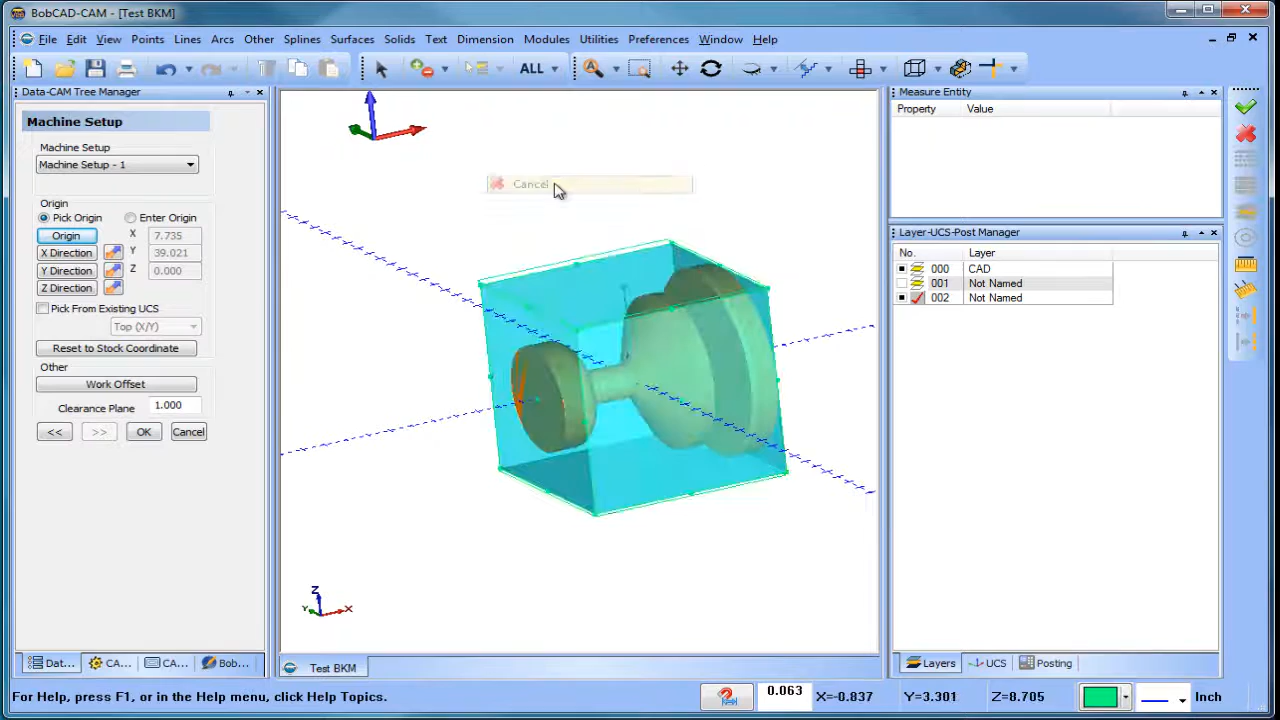 BobCAD-CAM - [Test BKM]
File Edit View Points Lines Arcs Other Splines Surfaces Solids Text Dimension Modules Utilities Preferences Window Help
ALL
Data-CAM Tree Manager
Machine Setup
Machine Setup
Machine Setup - 1
Origin
Pick Origin Enter Origin
Origin X 7.735
X Direction Y 39.021
Y Direction Z 0.000
Z Direction
Pick From Existing UCS
Top (X/Y)
Reset to Stock Coordinate
Other
Work Offset
Clearance Plane 1.000
<< >> OK Cancel
Dat... CA... CA... Bob...
Cancel
Z
Y X
Test BKM
Measure Entity
Property Value
Layer-UCS-Post Manager
No. Layer
000 CAD
001 Not Named
002 Not Named
Layers UCS Posting
For Help, press F1, or in the Help menu, click Help Topics. 0.063 X=-0.837 Y=3.301 Z=8.705 Inch